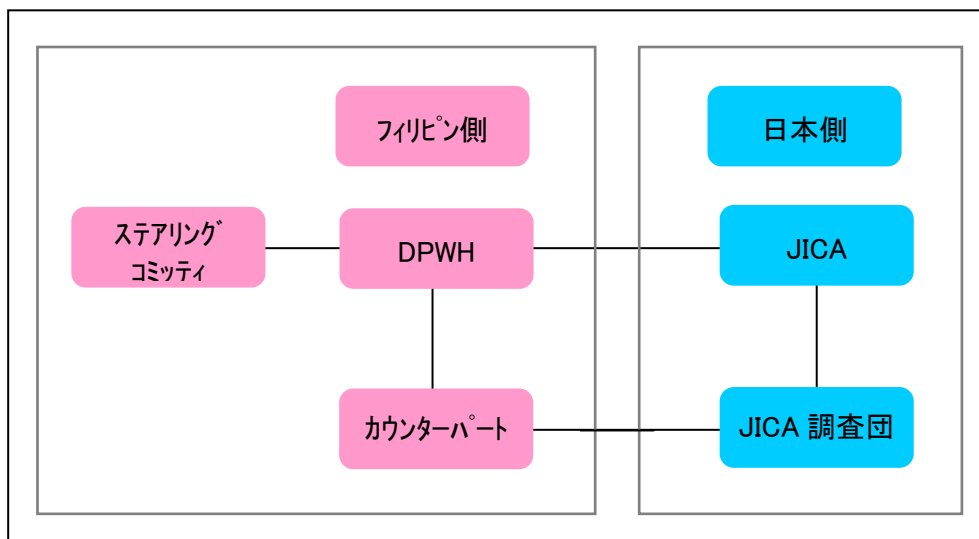 フィリピン側
日本側
ステアリング
コミッティ
DPWH
JICA
カウンターパート
JICA 調査団